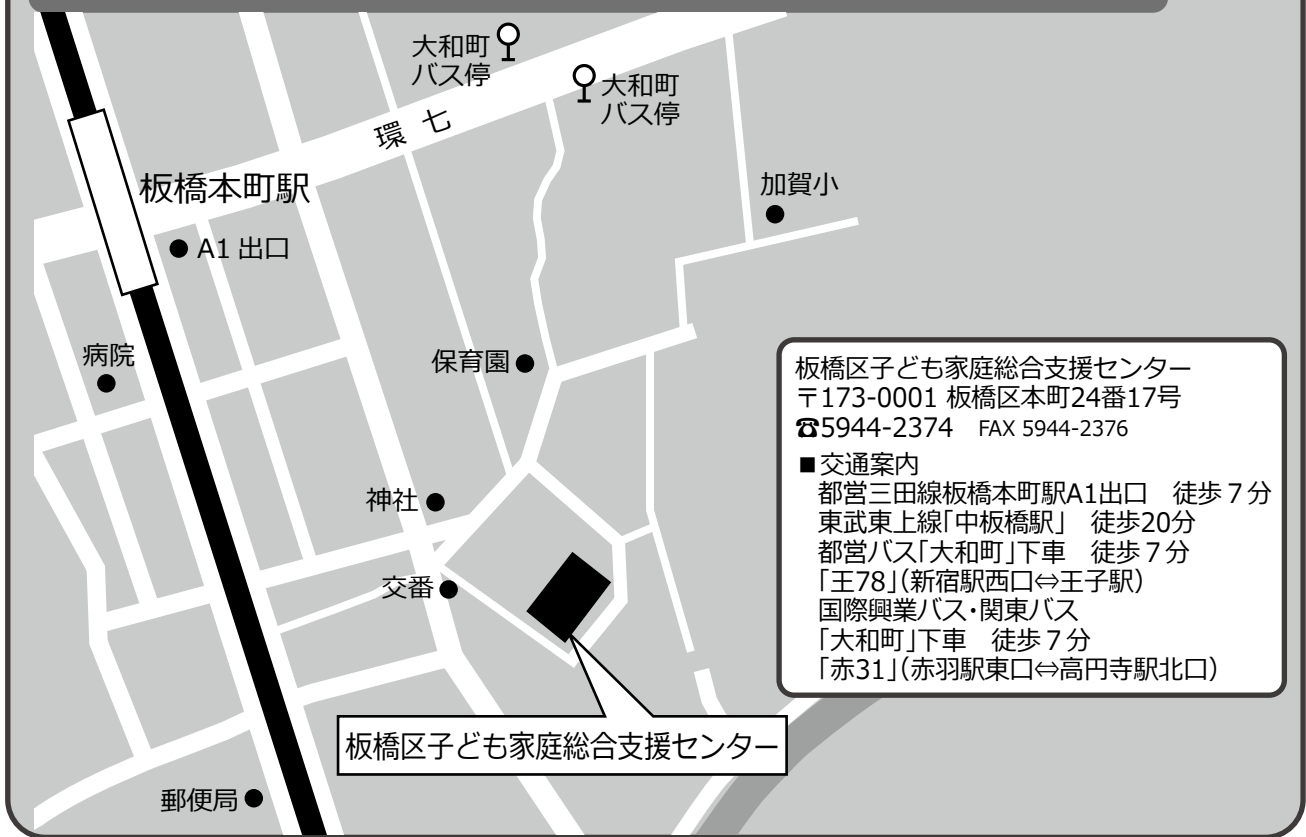 大和町
バス停
大和町
バス停
環七
加賀小
板橋本町駅
A1 出口
病院
保育園
神社
交番
板橋区子ども家庭総合支援センター
郵便局
板橋区子ども家庭総合支援センター
〒173-0001 板橋区本町24番17号
☎5944-2374　FAX 5944-2376
■交通案内
都営三田線板橋本町駅A1出口　徒歩７分
東武東上線「中板橋駅」　徒歩20分
都営バス「大和町」下車　徒歩７分
「王78」（新宿駅西口⇔王子駅）
国際興業バス・関東バス
「大和町」下車　徒歩７分
「赤31」（赤羽駅東口⇔高円寺駅北口）